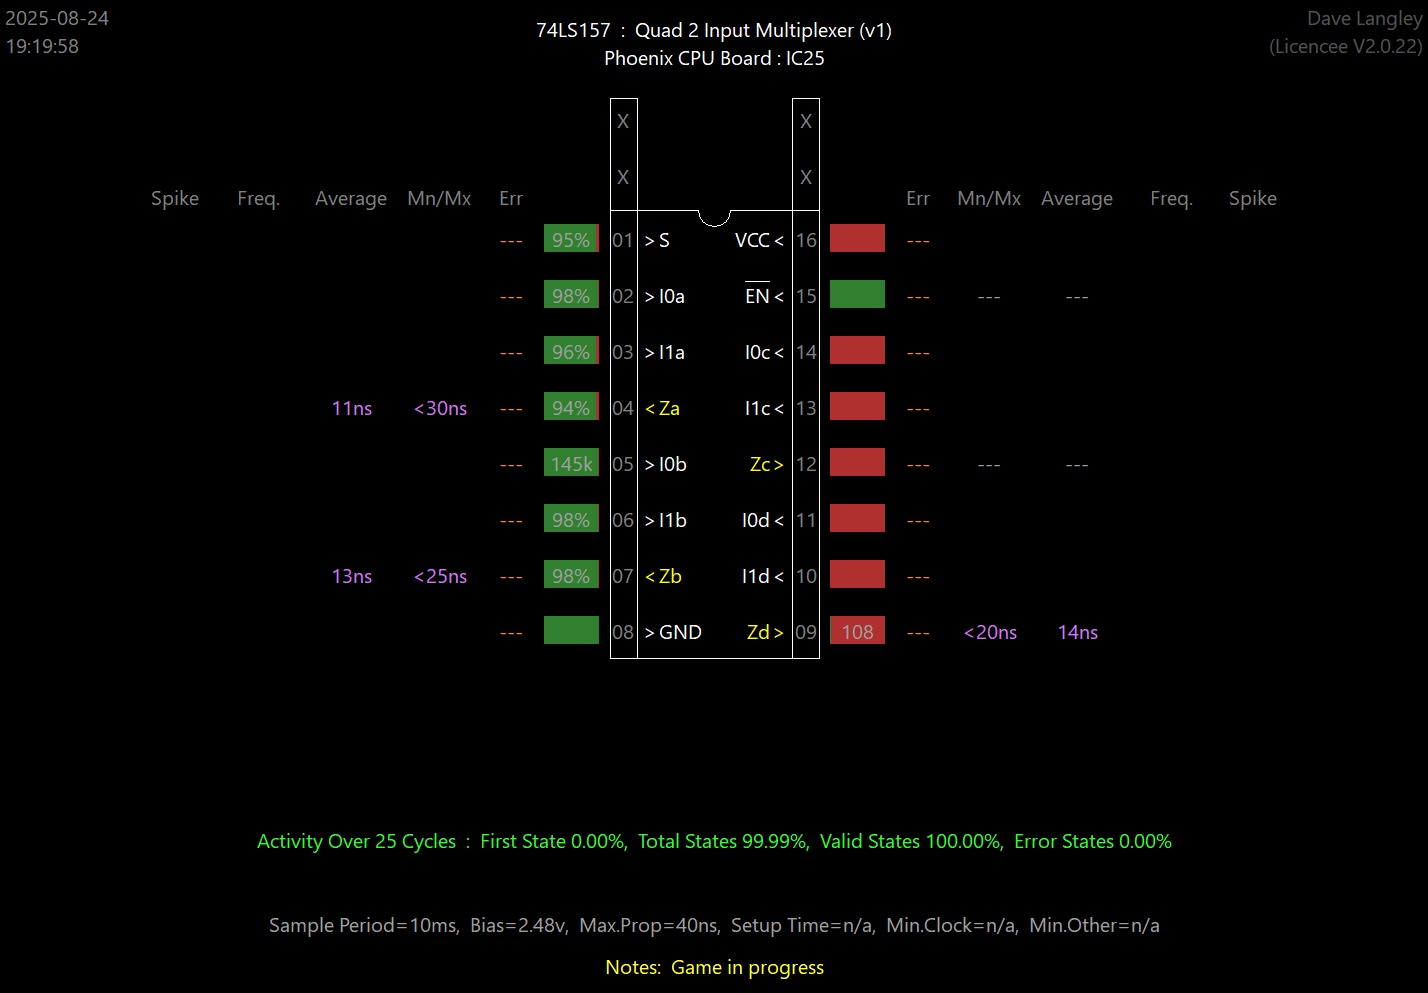 2025-08-24
19:19:58
74LS157 : Quad 2 Input Multiplexer (v1)
Phoenix CPU Board : IC25
Dave Langley
(Licencee V2.0.22)
X X
X X
Spike Freq. Average Mn/Mx Err Err Mn/Mx Average Freq. Spike
--- 95% 01 >S VCC< 16 ---
--- 98% 02 >I0a EN< 15 --- --- ---
--- 96% 03 >I1a I0c< 14 ---
11ns <30ns --- 94% 04 <Za I1c< 13 ---
--- 145k 05 >I0b Zc> 12 --- --- ---
--- 98% 06 >I1b I0d< 11 ---
13ns <25ns --- 98% 07 <Zb I1d< 10 ---
--- 08 >GND Zd> 09 108 --- <20ns 14ns
Activity Over 25 Cycles : First State 0.00%, Total States 99.99%, Valid States 100.00%, Error States 0.00%
Sample Period=10ms, Bias=2.48v, Max.Prop=40ns, Setup Time=n/a, Min.Clock=n/a, Min.Other=n/a
Notes: Game in progress